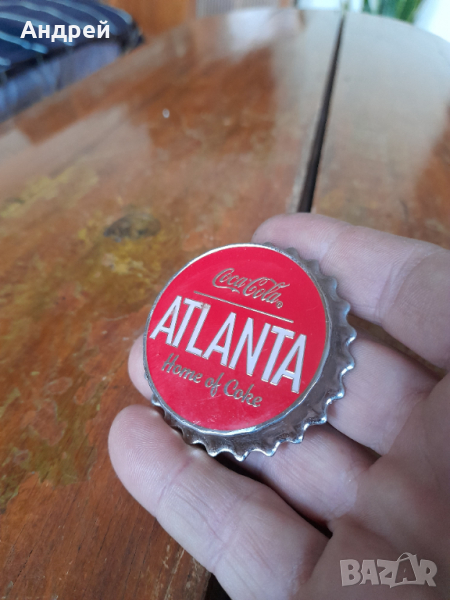 Андрей
Coca-Cola®
ATLANTA
Home of Coke
BAZAR